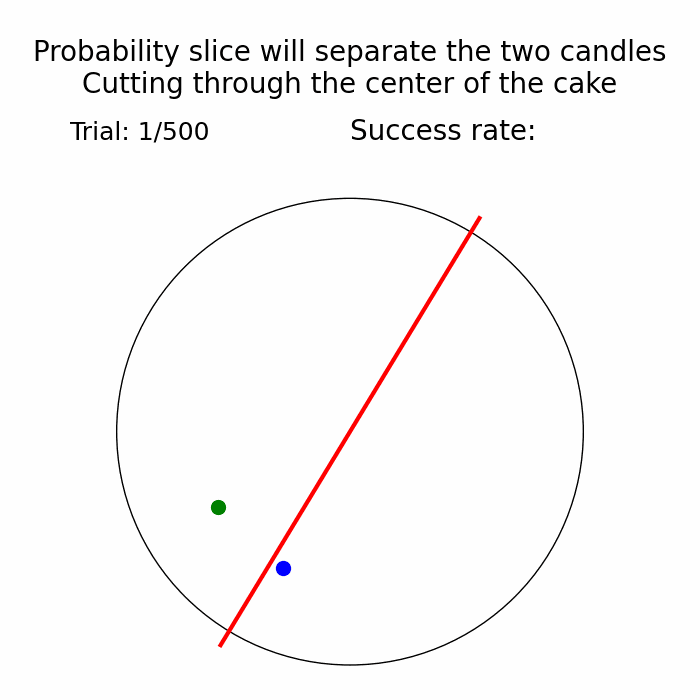 Probability slice will separate the two candles
Cutting through the center of the cake
Trial: 1/500
Success rate: